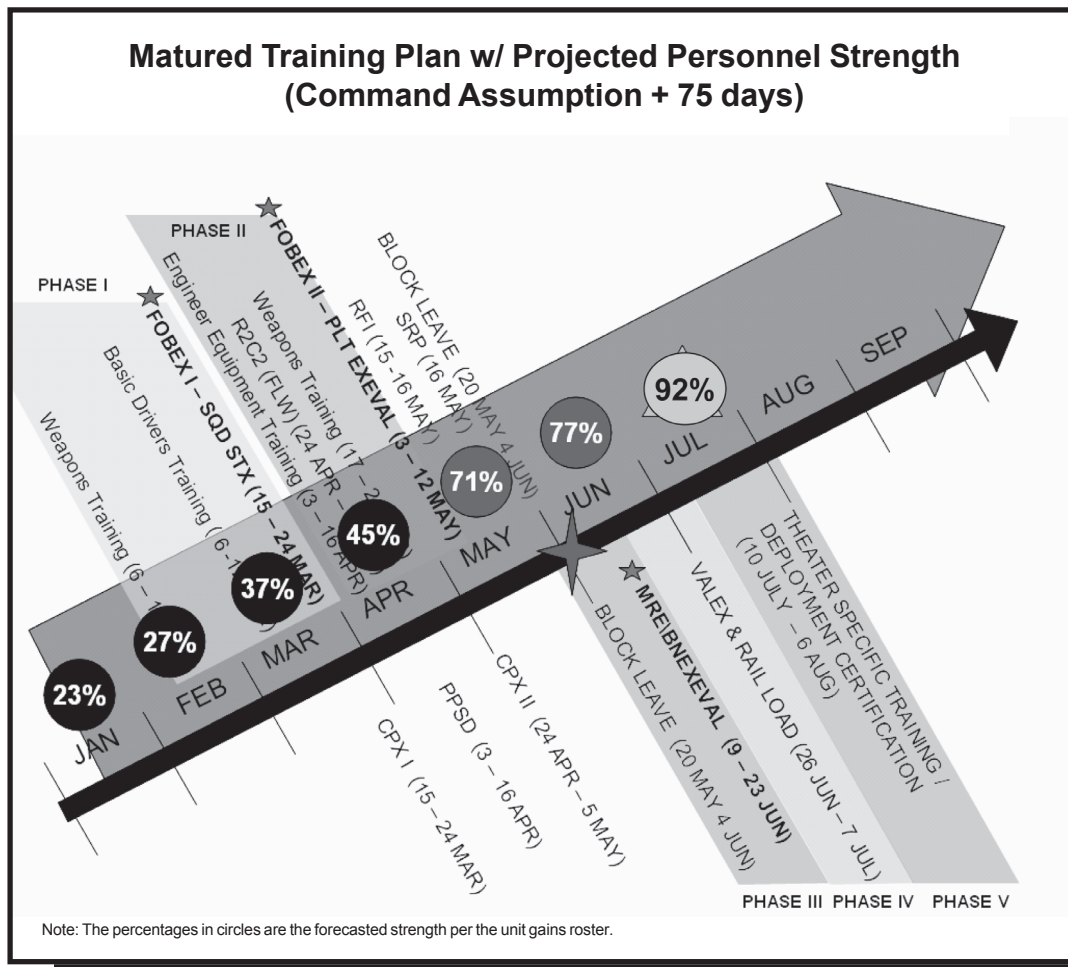 Matured Training Plan w/ Projected Personnel Strength
(Command Assumption + 75 days)
PHASE I
Weapons Training (6 –
Basic Drivers Training (6
FOBEX I – SQD STX (15 – 24 MAR)
PHASE II
Engineer Equipment Training (3 – 16 APR)
R2C2 (FLW) (24 APR –
Weapons Training (17 –
FOBEX II – PLT EXEVAL (3 – 12 MAY)
RFI (15 -16 MAY)
SRP (16 MAY)
BLOCK LEAVE (20 MAY 4 JUN)
23%
27%
37%
45%
71%
77%
92%
JAN
FEB
MAR
APR
MAY
JUN
JUL
AUG
SEP
CPX I (15 – 24 MAR)
PPSD (3 – 16 APR)
CPX II (24 APR – 5 MAY)
BLOCK LEAVE (20 MAY 4 JUN)
MRE\BNEXEVAL (9 – 23 JUN)
VALEX & RAIL LOAD (26 JUN – 7 JUL)
THEATER SPECIFIC TRAINING /
DEPLOYMENT CERTIFICATION
(10 JULY – 6 AUG)
PHASE III
PHASE IV
PHASE V
Note: The percentages in circles are the forecasted strength per the unit gains roster.